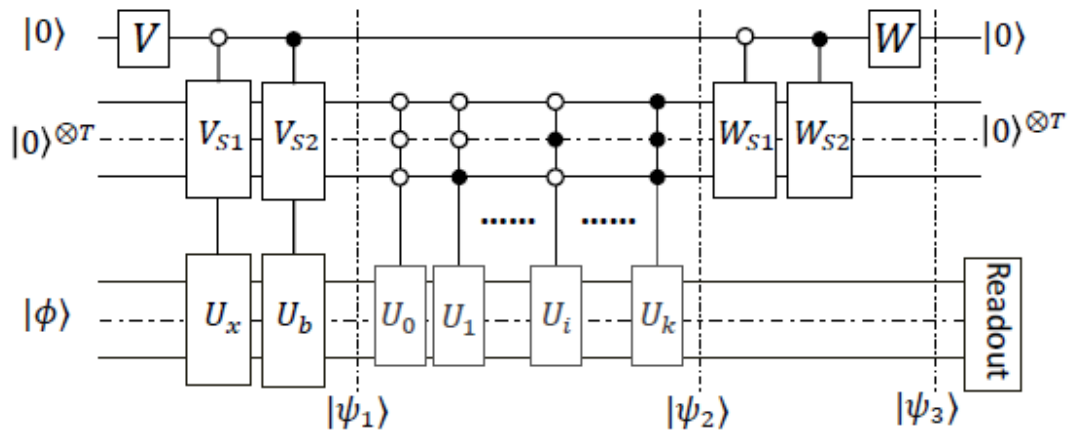 |0⟩ V W |0⟩
|0⟩^{⊗T} V_{S1} V_{S2} W_{S1} W_{S2} |0⟩^{⊗T}
...... ......
|ϕ⟩ U_x U_b U_0 U_1 U_i U_k Readout
|ψ_1⟩ |ψ_2⟩ |ψ_3⟩